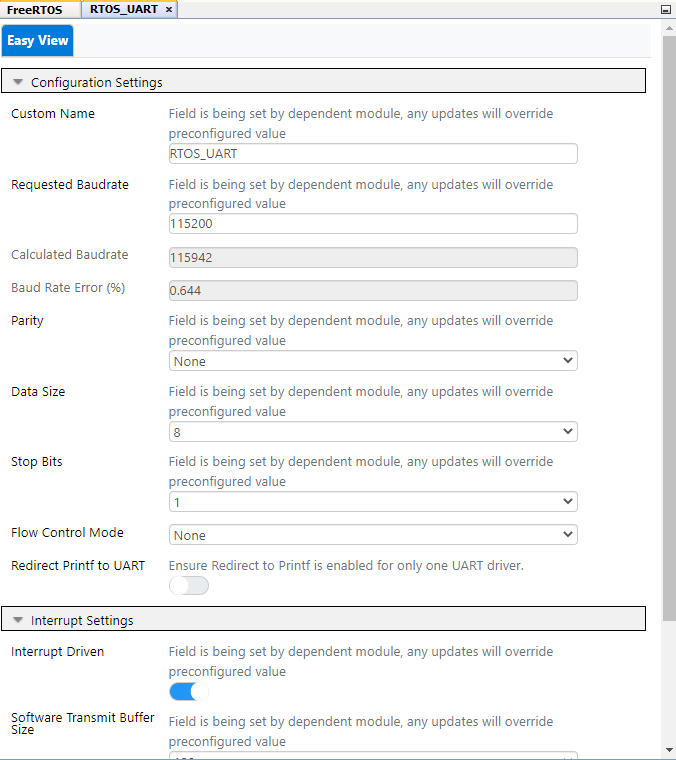 FreeRTOS
RTOS_UART ×
Easy View
Configuration Settings
Custom Name
Field is being set by dependent module, any updates will override
preconfigured value
RTOS_UART
Requested Baudrate
Field is being set by dependent module, any updates will override
preconfigured value
115200
Calculated Baudrate
115942
Baud Rate Error (%)
0.644
Parity
Field is being set by dependent module, any updates will override
preconfigured value
None
Data Size
Field is being set by dependent module, any updates will override
preconfigured value
8
Stop Bits
Field is being set by dependent module, any updates will override
preconfigured value
1
Flow Control Mode
None
Redirect Printf to UART
Ensure Redirect to Printf is enabled for only one UART driver.
Interrupt Settings
Interrupt Driven
Field is being set by dependent module, any updates will override
preconfigured value
Software Transmit Buffer
Size
Field is being set by dependent module, any updates will override
preconfigured value